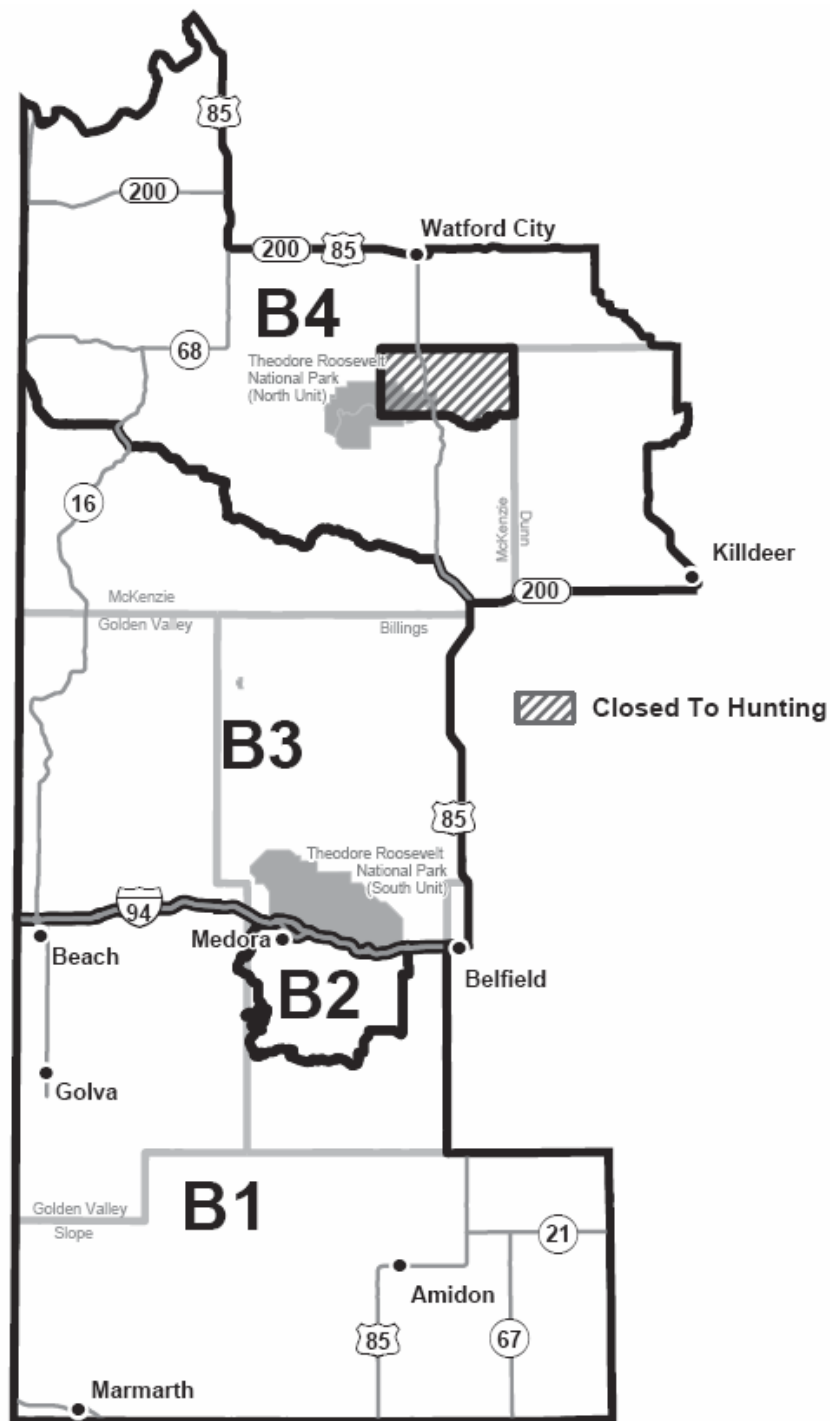 85
200
Watford City
200
85
B4
68
Theodore Roosevelt
National Park
(North Unit)
16
McKenzie
Dunn
Killdeer
200
McKenzie
Golden Valley
Billings
Closed To Hunting
B3
85
Theodore Roosevelt
National Park
(South Unit)
94
Medora
Beach
Belfield
B2
Golva
B1
Golden Valley
Slope
21
Amidon
85
67
Marmarth